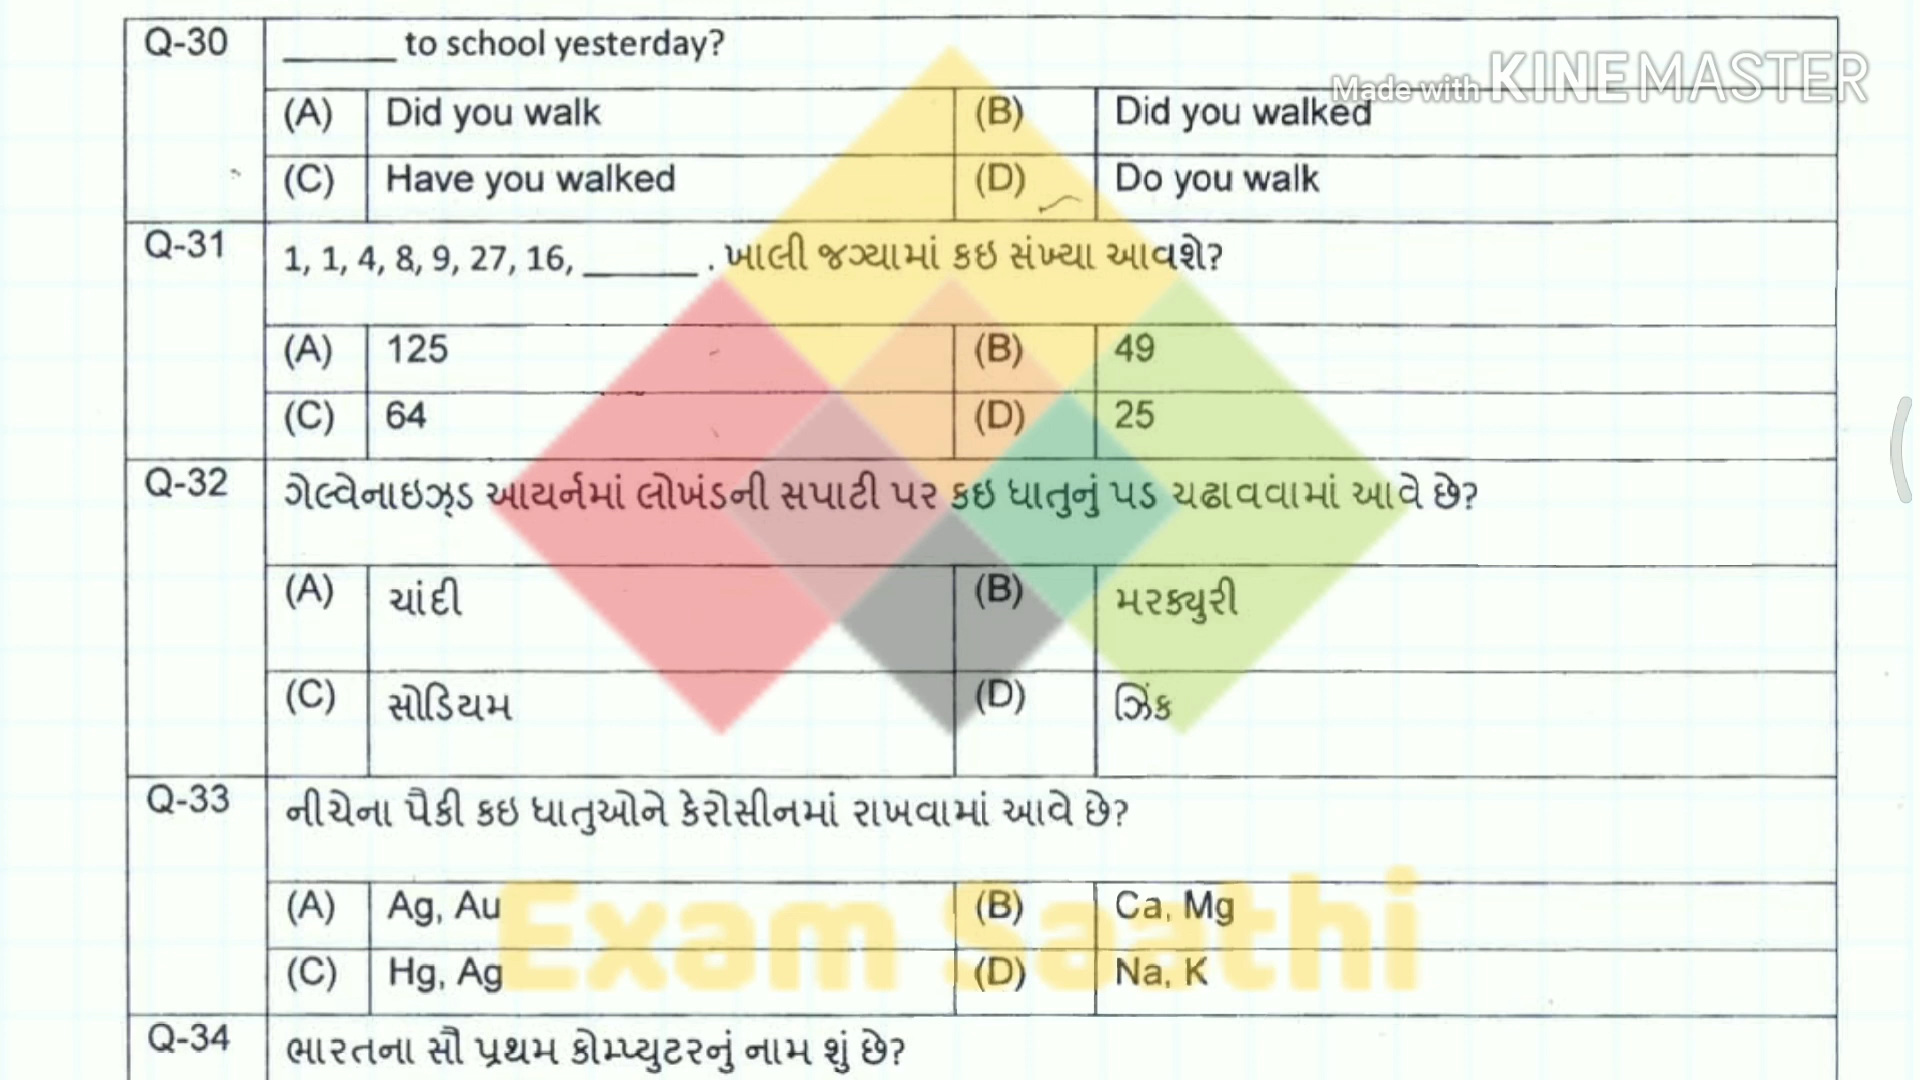 Q-30 ______ to school yesterday?
Made with KINEMASTER
(A) Did you walk (B) Did you walked
(C) Have you walked (D) Do you walk
Q-31 1, 1, 4, 8, 9, 27, 16, ______ . ખાલી જગ્યામાં કઇ સંખ્યા આવશે?
(A) 125 (B) 49
(C) 64 (D) 25
Q-32 ગેલ્વેનાઇઝ્ડ આયર્નમાં લોખંડની સપાટી પર કઇ ધાતુનું પડ ચઢાવવામાં આવે છે?
(A) ચાંદી (B) મરક્યુરી
(C) સોડિયમ (D) ઝિંક
Q-33 નીચેના પૈકી કઇ ધાતુઓને કેરોસીનમાં રાખવામાં આવે છે?
(A) Ag, Au (B) Ca, Mg
(C) Hg, Ag (D) Na, K
Exam Saathi
Q-34 ભારતના સૌ પ્રથમ કોમ્પ્યુટરનું નામ શું છે?